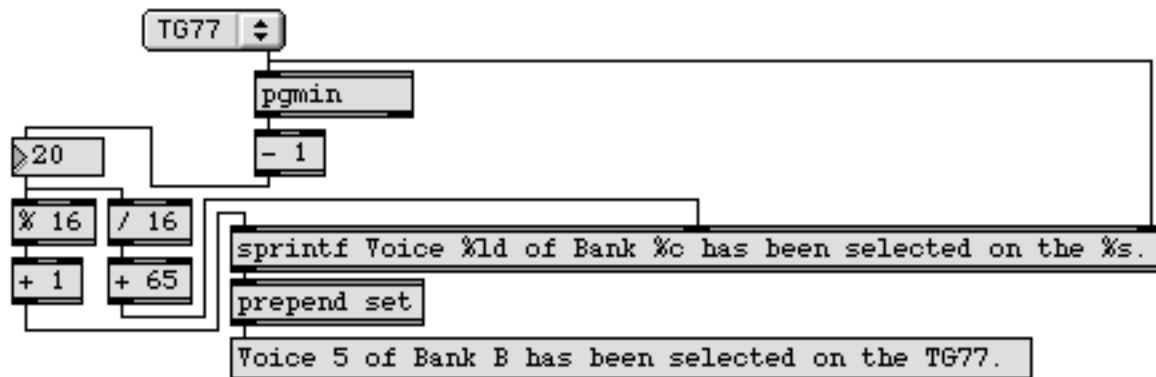 TG77
pgmin
- 1
20
% 16
/ 16
sprintf Voice %ld of Bank %c has been selected on the %s.
+ 1
+ 65
prepend set
Voice 5 of Bank B has been selected on the TG77.